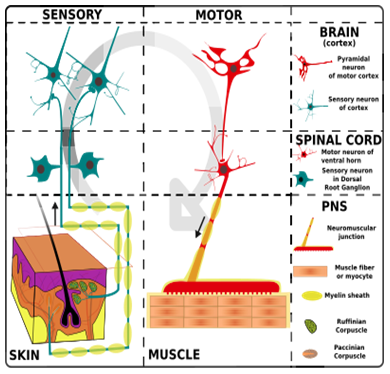 SENSORY
MOTOR
BRAIN
(cortex)
Pyramidal
neuron
of motor cortex
Sensory neuron
of cortex
SPINAL CORD
Motor neuron of
ventral horn
Sensory neuron
in Dorsal
Root Ganglion
PNS
Neuromuscular
junction
Muscle fiber
or myocyte
Myelin sheath
Ruffinian
Corpuscle
Paccinian
Corpuscle
SKIN
MUSCLE